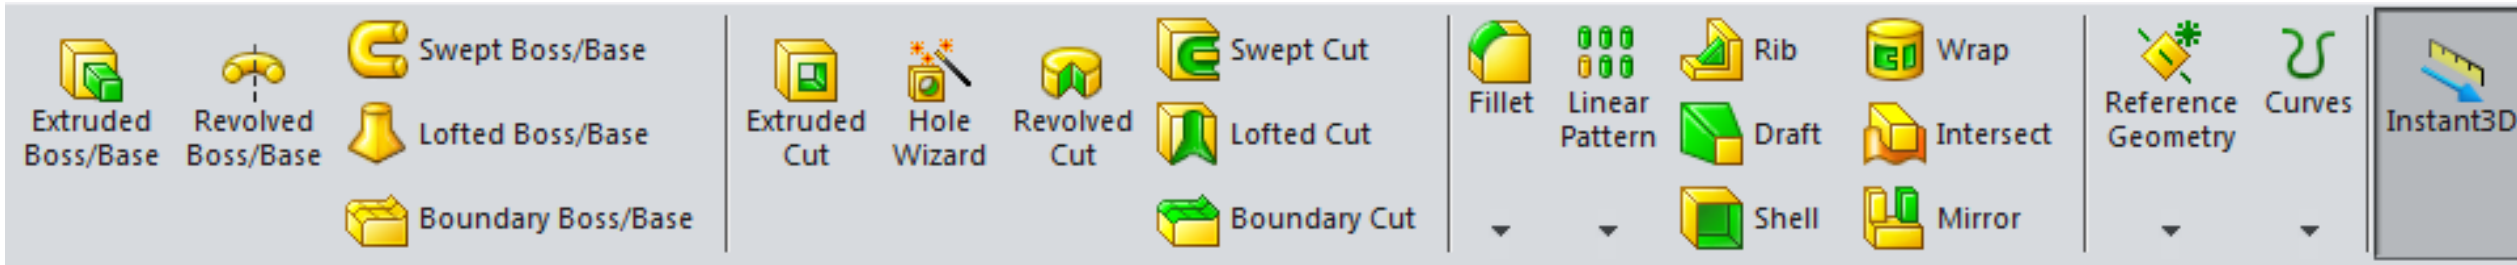 Extruded
Boss/Base
Revolved
Boss/Base
Swept Boss/Base
Lofted Boss/Base
Boundary Boss/Base
Extruded
Cut
Hole
Wizard
Revolved
Cut
Swept Cut
Lofted Cut
Boundary Cut
Fillet
Linear
Pattern
Rib
Draft
Shell
Wrap
Intersect
Mirror
Reference
Geometry
Curves
Instant3D